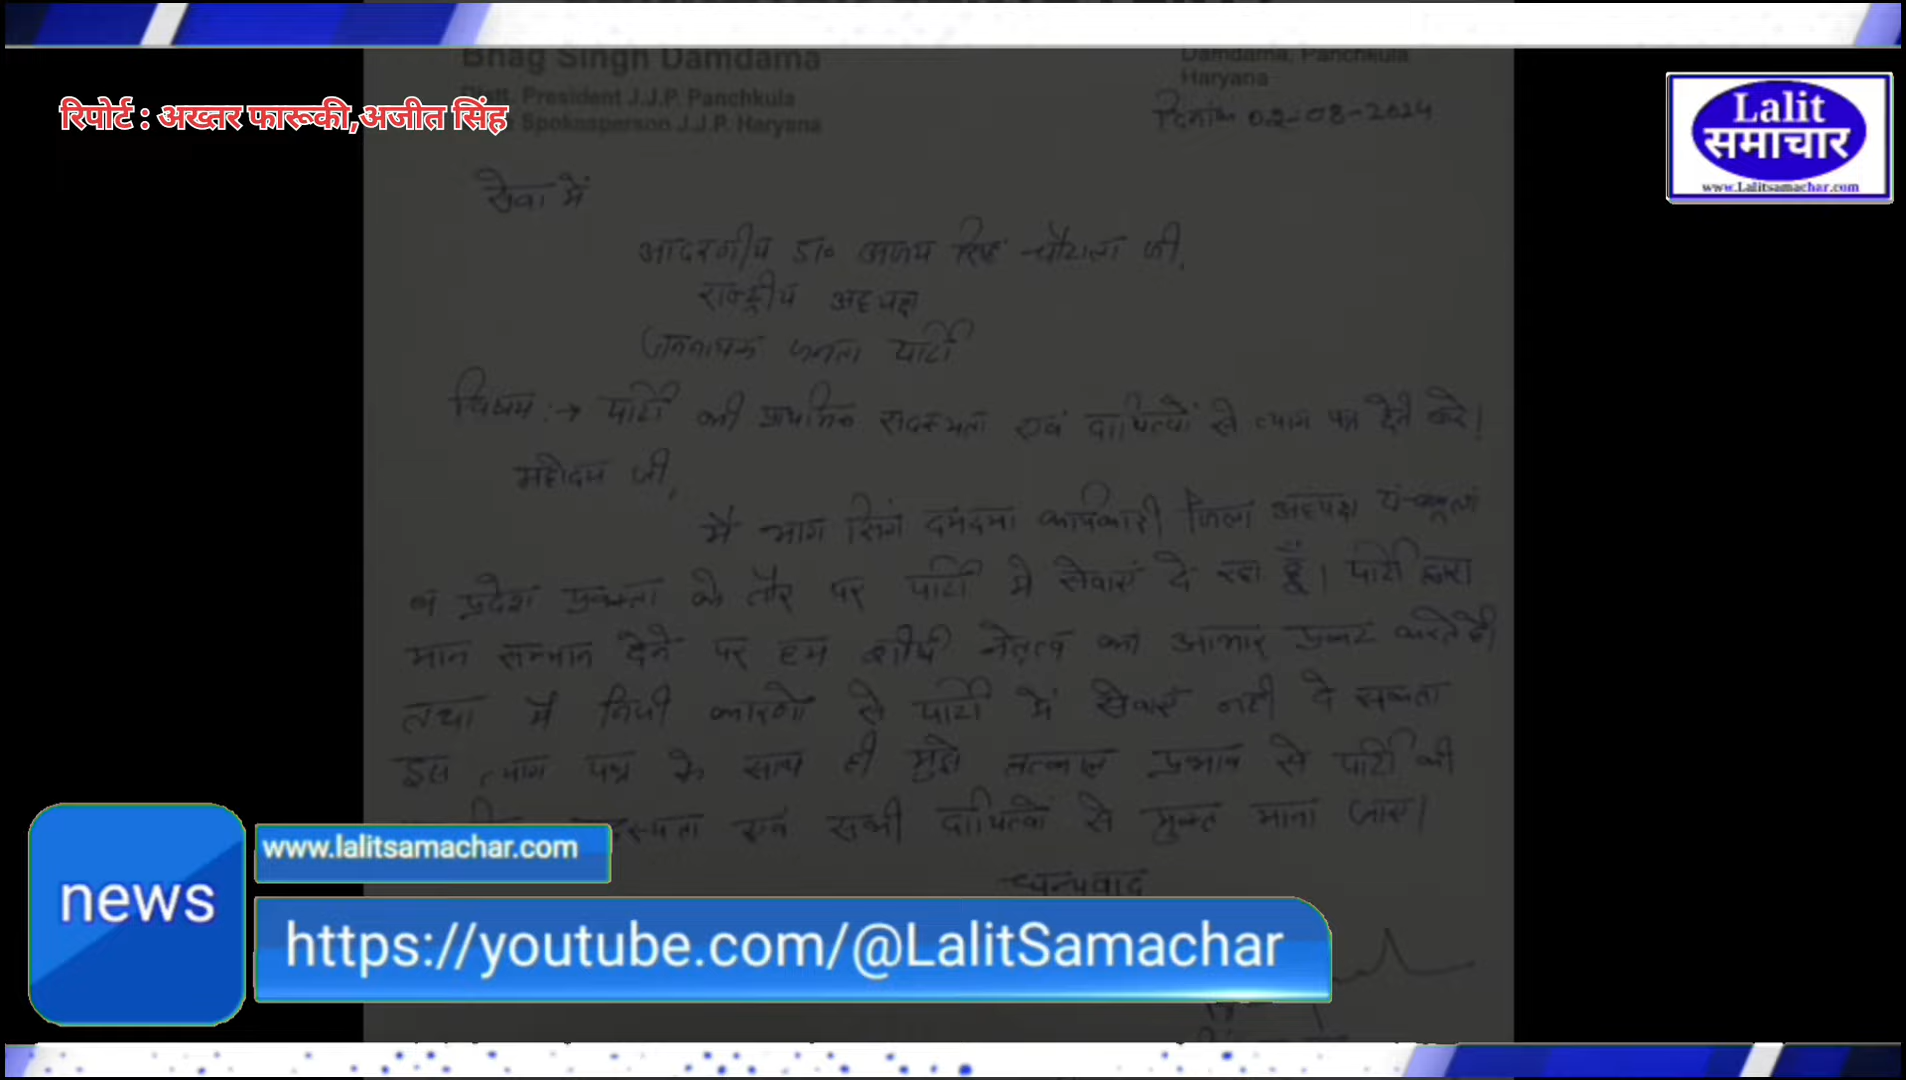 Bhag Singh Damdama
Distt. President J.J.P. Panchkula
Spokesperson J.J.P. Haryana
Damdama, Panchkula
Haryana
दिनांक 02-08-2024
रिपोर्ट : अख्तर फारूकी,अजीत सिंह
Lalit
समाचार
www.Lalitsamachar.com
सेवा में
आदरणीय डा० अजय सिंह चौटाला जी,
राष्ट्रीय अध्यक्ष
जननायक जनता पार्टी
विषय :→ पार्टी की प्राथमिक सदस्यता एवं दायित्वों से त्याग पत्र देने बारे।
महोदय जी,
मैं भाग सिंह दमदमा कार्यकारी जिला अध्यक्ष पंचकूला
व प्रदेश प्रवक्ता के तौर पर पार्टी मे सेवाएं दे रहा हूँ। पार्टी द्वारा
मान सम्मान देने पर हम शीर्ष नेतृत्व का आभार प्रकट करते है।
तथा मैं निजी कारणो से पार्टी में सेवाएं नही दे सकता
इस त्याग पत्र के साथ ही मुझे तत्काल प्रभाव से पार्टी की
सदस्यता एवं सभी दायित्वो से मुक्त माना जाए।
धन्यवाद
news
www.lalitsamachar.com
https://youtube.com/@LalitSamachar